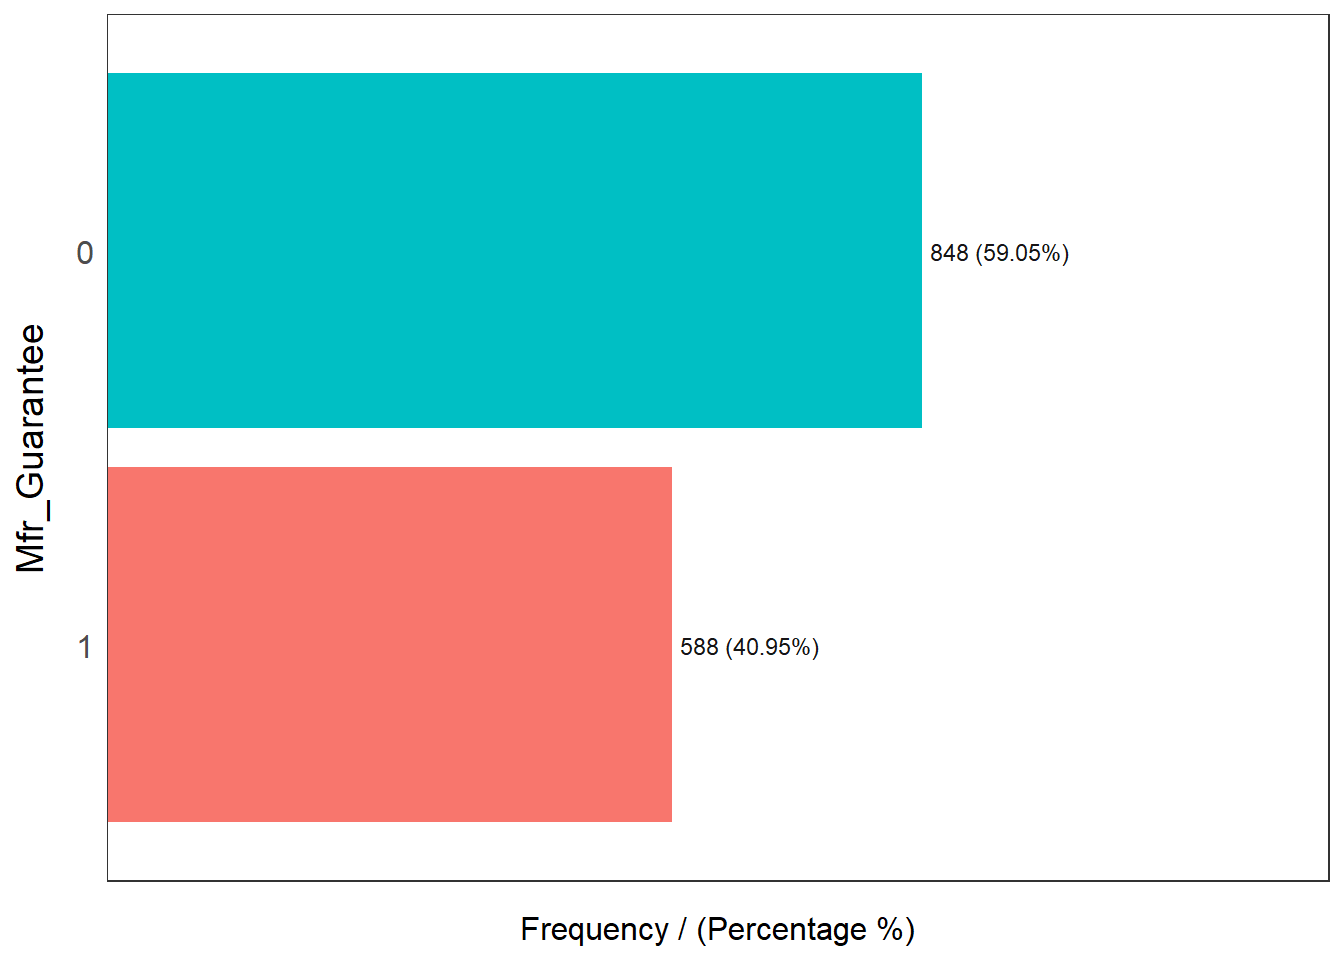 0
848 (59.05%)
Mfr_Guarantee
1
588 (40.95%)
Frequency / (Percentage %)